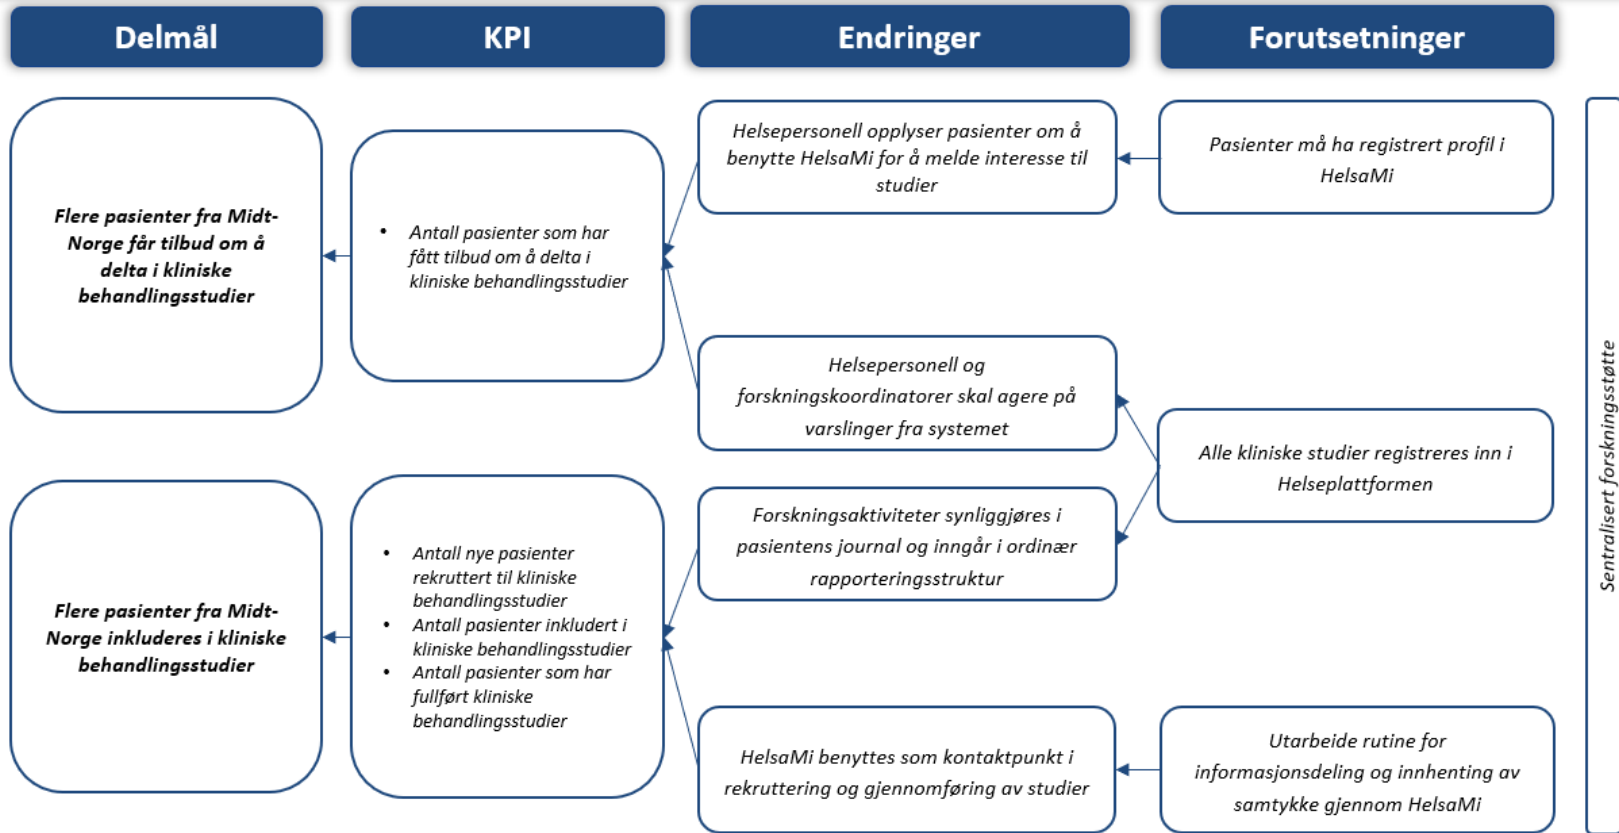 Delmål
KPI
Endringer
Forutsetninger
Flere pasienter fra Midt-
Norge får tilbud om å
delta i kliniske
behandlingsstudier
• Antall pasienter som har
fått tilbud om å delta i
kliniske behandlingsstudier
Helsepersonell opplyser pasienter om å
benytte HelsaMi for å melde interesse til
studier
Pasienter må ha registrert profil i
HelsaMi
Helsepersonell og
forskningskoordinatorer skal agere på
varslinger fra systemet
Alle kliniske studier registreres inn i
Helseplattformen
Flere pasienter fra Midt-
Norge inkluderes i kliniske
behandlingsstudier
• Antall nye pasienter
rekruttert til kliniske
behandlingsstudier
• Antall pasienter inkludert i
kliniske behandlingsstudier
• Antall pasienter som har
fullført kliniske
behandlingsstudier
Forskningsaktiviteter synliggjøres i
pasientens journal og inngår i ordinær
rapporteringsstruktur
HelsaMi benyttes som kontaktpunkt i
rekruttering og gjennomføring av studier
Utarbeide rutine for
informasjonsdeling og innhenting av
samtykke gjennom HelsaMi
Sentralisert forskningsstøtte